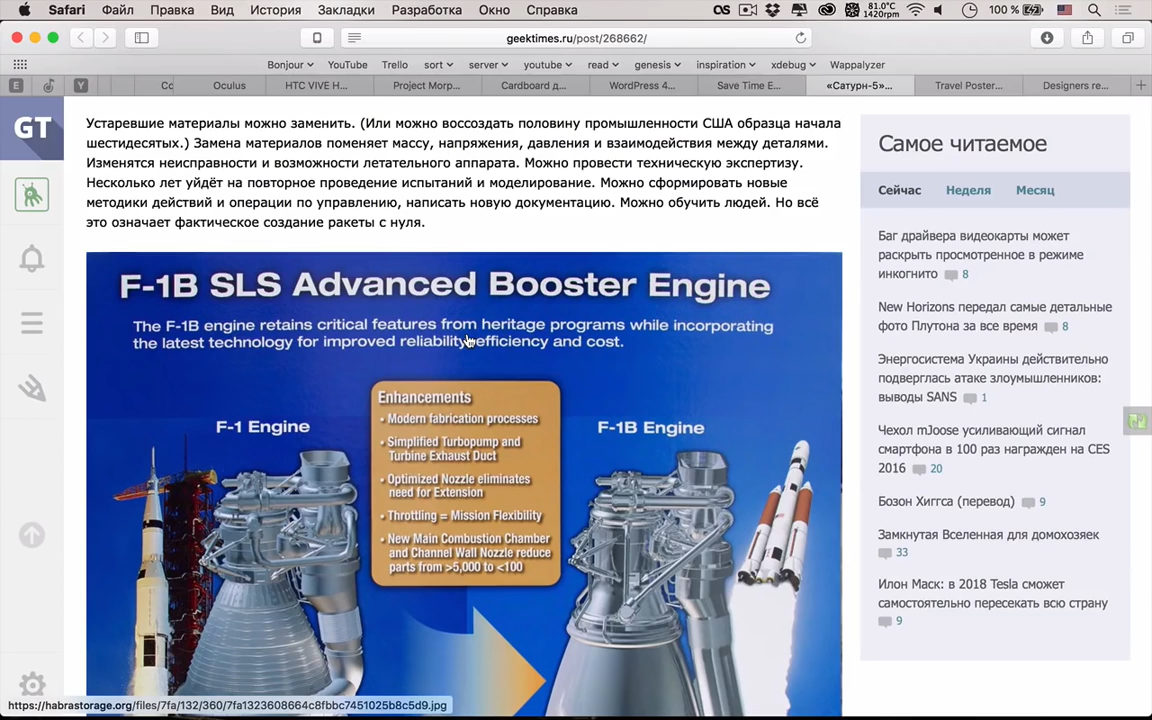 Safari Файл Правка Вид История Закладки Разработка Окно Справка
81.0°C
1420rpm
100 %
geektimes.ru/post/268662/
Bonjour YouTube Trello sort server youtube read genesis inspiration xdebug Wappalyzer
E Y Cc Oculus HTC VIVE H... Project Morp... Cardboard д... WordPress 4... Save Time E... «Сатурн-5»... Travel Poster... Designers re...
GT
Устаревшие материалы можно заменить. (Или можно воссоздать половину промышленности США образца начала
шестидесятых.) Замена материалов поменяет массу, напряжения, давления и взаимодействия между деталями.
Изменятся неисправности и возможности летательного аппарата. Можно провести техническую экспертизу.
Несколько лет уйдёт на повторное проведение испытаний и моделирование. Можно сформировать новые
методики действий и операции по управлению, написать новую документацию. Можно обучить людей. Но всё
это означает фактическое создание ракеты с нуля.
F-1B SLS Advanced Booster Engine
The F-1B engine retains critical features from heritage programs while incorporating
the latest technology for improved reliability, efficiency and cost.
F-1 Engine
Enhancements
• Modern fabrication processes
• Simplified Turbopump and
Turbine Exhaust Duct
• Optimized Nozzle eliminates
need for Extension
• Throttling = Mission Flexibility
• New Main Combustion Chamber
and Channel Wall Nozzle reduce
parts from >5,000 to <100
F-1B Engine
Самое читаемое
Сейчас Неделя Месяц
Баг драйвера видеокарты может
раскрыть просмотренное в режиме
инкогнито 8
New Horizons передал самые детальные
фото Плутона за все время 8
Энергосистема Украины действительно
подверглась атаке злоумышленников:
выводы SANS 1
Чехол mJoose усиливающий сигнал
смартфона в 100 раз награжден на CES
2016 20
Бозон Хиггса (перевод) 9
Замкнутая Вселенная для домохозяек
33
Илон Маск: в 2018 Tesla сможет
самостоятельно пересекать всю страну
9
https://habrastorage.org/files/7fa/132/360/7fa1323608664c8fbbc7451025b8c5d9.jpg